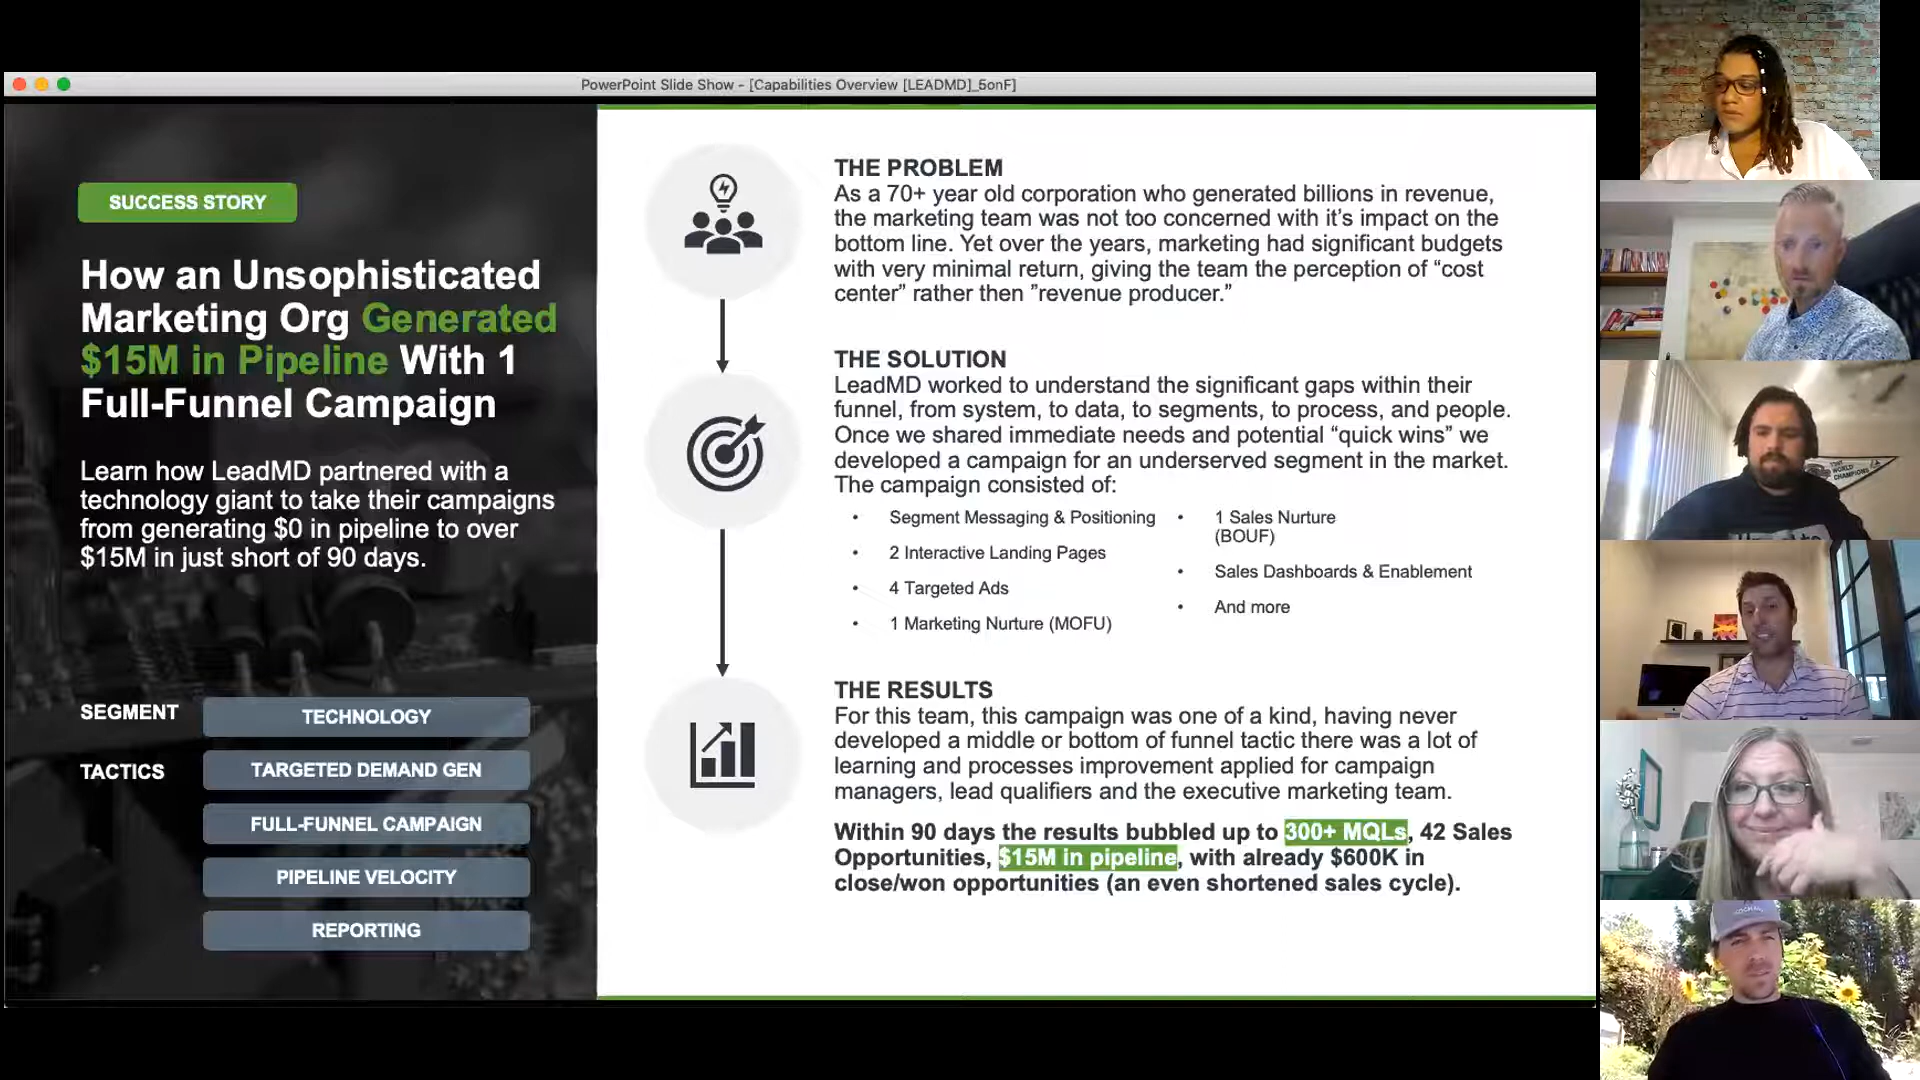 PowerPoint Slide Show - [Capabilities Overview [LEADMD]_5onF]
SUCCESS STORY
How an Unsophisticated
Marketing Org Generated
$15M in Pipeline With 1
Full-Funnel Campaign
Learn how LeadMD partnered with a
technology giant to take their campaigns
from generating $0 in pipeline to over
$15M in just short of 90 days.
SEGMENT
TECHNOLOGY
TACTICS
TARGETED DEMAND GEN
FULL-FUNNEL CAMPAIGN
PIPELINE VELOCITY
REPORTING
THE PROBLEM
As a 70+ year old corporation who generated billions in revenue,
the marketing team was not too concerned with it’s impact on the
bottom line. Yet over the years, marketing had significant budgets
with very minimal return, giving the team the perception of “cost
center” rather then ”revenue producer.”
THE SOLUTION
LeadMD worked to understand the significant gaps within their
funnel, from system, to data, to segments, to process, and people.
Once we shared immediate needs and potential “quick wins” we
developed a campaign for an underserved segment in the market.
The campaign consisted of:
• Segment Messaging & Positioning
• 2 Interactive Landing Pages
• 4 Targeted Ads
• 1 Marketing Nurture (MOFU)
• 1 Sales Nurture
(BOUF)
• Sales Dashboards & Enablement
• And more
THE RESULTS
For this team, this campaign was one of a kind, having never
developed a middle or bottom of funnel tactic there was a lot of
learning and processes improvement applied for campaign
managers, lead qualifiers and the executive marketing team.
Within 90 days the results bubbled up to 300+ MQLs, 42 Sales
Opportunities, $15M in pipeline, with already $600K in
close/won opportunities (an even shortened sales cycle).
WORLD
CHAMPIONS